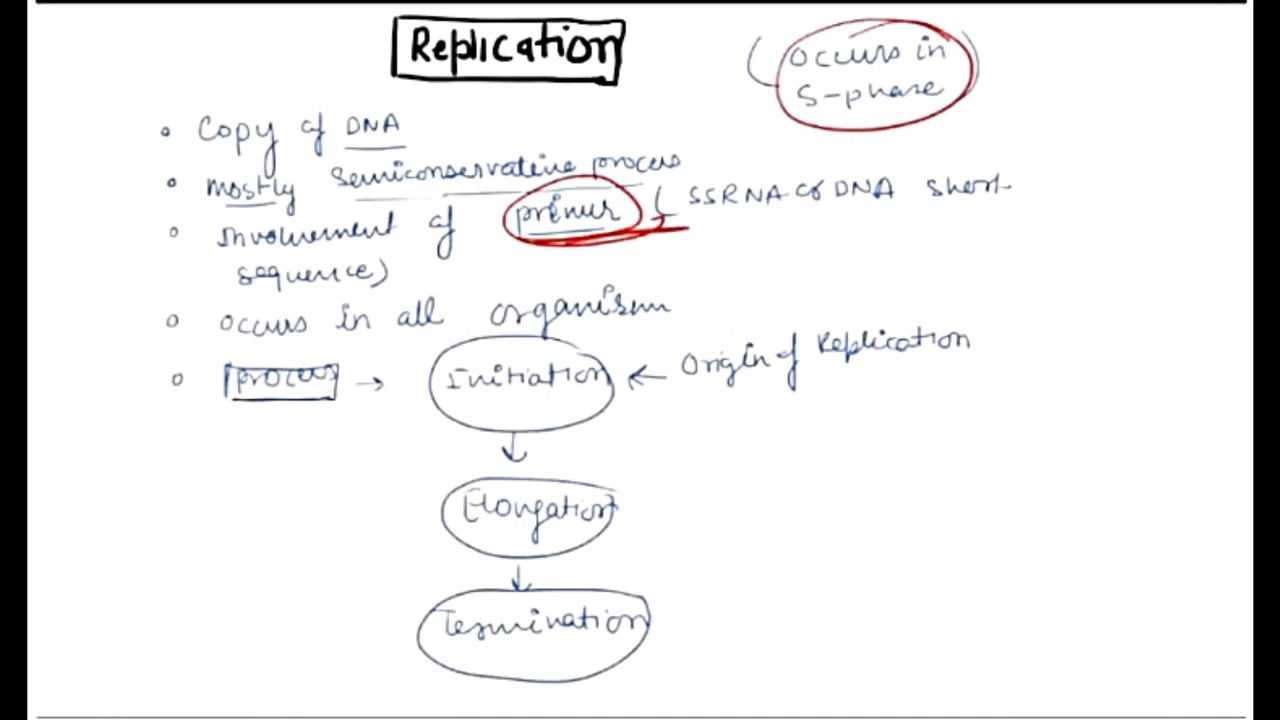 Replication
(occurs in
S-phase)
• Copy of DNA
• mostly semiconservative process
• involvement of primer (SSRNA or DNA short
sequence)
• occurs in all organism
• process → Initiation ← Origin of Replication
↓
Elongation
↓
Termination